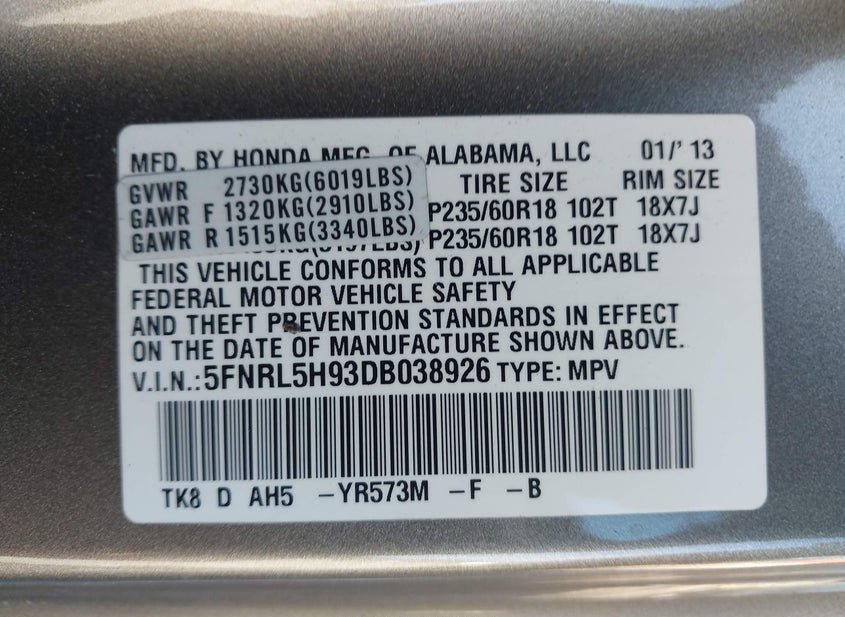 MFD. BY HONDA MFG. OF ALABAMA, LLC 01/' 13
GVWR 2730KG(6019LBS) TIRE SIZE RIM SIZE
GAWR F 1320KG(2910LBS) P235/60R18 102T 18X7J
GAWR R 1515KG(3340LBS) P235/60R18 102T 18X7J
THIS VEHICLE CONFORMS TO ALL APPLICABLE
FEDERAL MOTOR VEHICLE SAFETY
AND THEFT PREVENTION STANDARDS IN EFFECT
ON THE DATE OF MANUFACTURE SHOWN ABOVE.
V.I.N.:5FNRL5H93DB038926 TYPE: MPV
TK8 D AH5 -YR573M -F -B